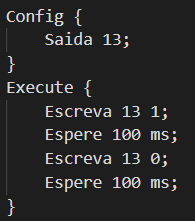 Config {
Saida 13;
}
Execute {
Escreva 13 1;
Espere 100 ms;
Escreva 13 0;
Espere 100 ms;
}